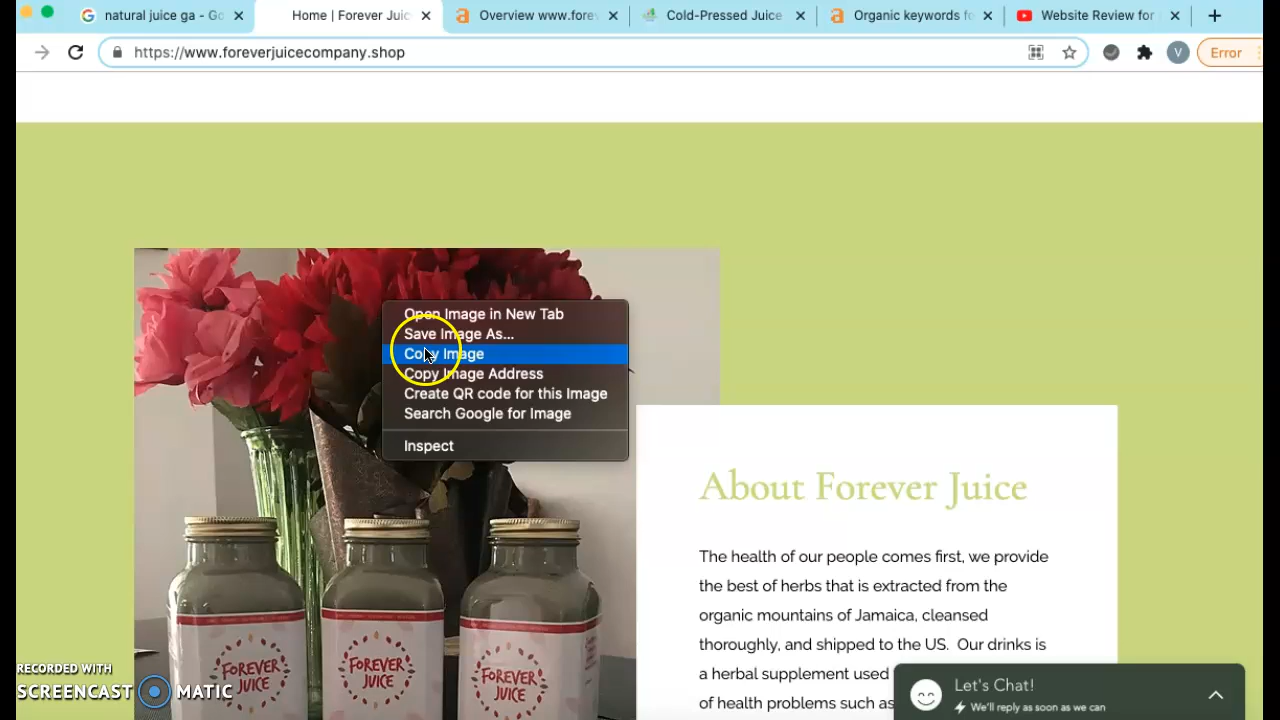 natural juice ga - Go
Home | Forever Juic
Overview www.forev
Cold-Pressed Juice
Organic keywords fo
Website Review for
https://www.foreverjuicecompany.shop
V
Error
Open Image in New Tab
Save Image As...
Copy Image
Copy Image Address
Create QR code for this Image
Search Google for Image
Inspect
About Forever Juice
The health of our people comes first, we provide
the best of herbs that is extracted from the
organic mountains of Jamaica, cleansed
thoroughly, and shipped to the US. Our drinks is
a herbal supplement used
of health problems such as
FOREVER
JUICE
FOREVER
JUICE
FOREVER
JUICE
RECORDED WITH
SCREENCAST MATIC
Let's Chat!
We'll reply as soon as we can